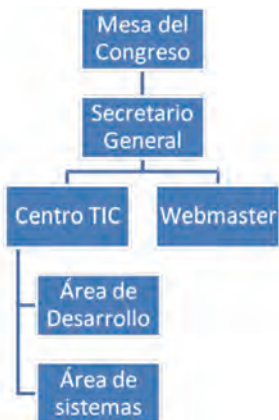 Mesa del
Congreso
Secretario
General
Centro TIC
Webmaster
Área de
Desarrollo
Área de
sistemas